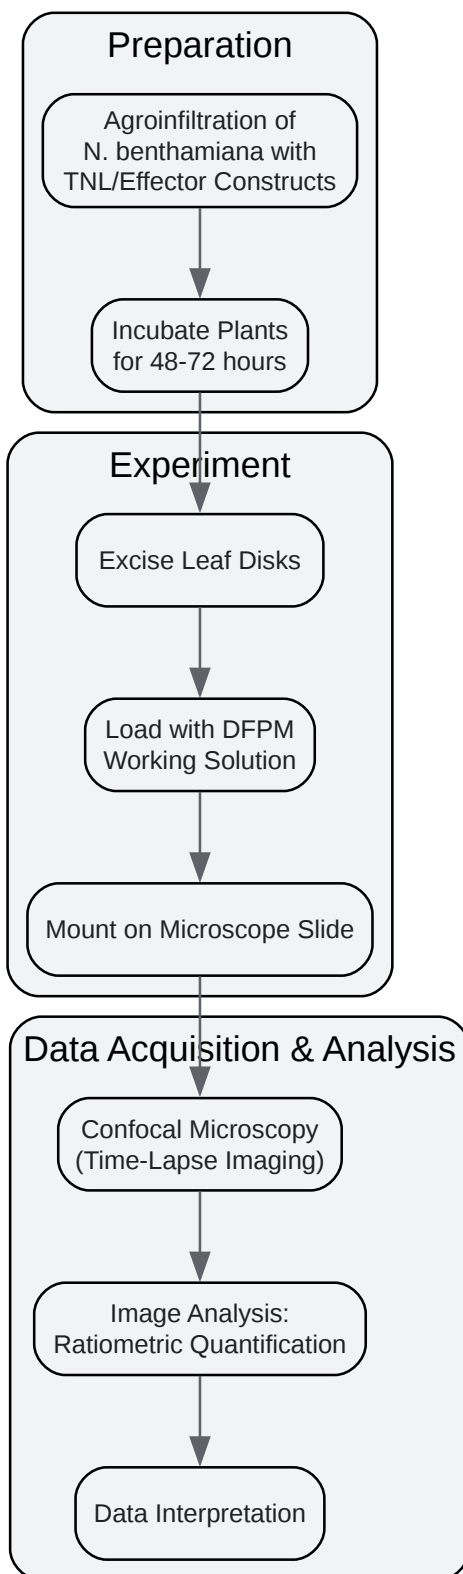 Preparation
Agroinfiltration of
N. benthamiana with
TNL/Effector Constructs
Incubate Plants
for 48-72 hours
Experiment
Excise Leaf Disks
Load with DFPM
Working Solution
Mount on Microscope Slide
Data Acquisition & Analysis
Confocal Microscopy
(Time-Lapse Imaging)
Image Analysis:
Ratiometric Quantification
Data Interpretation